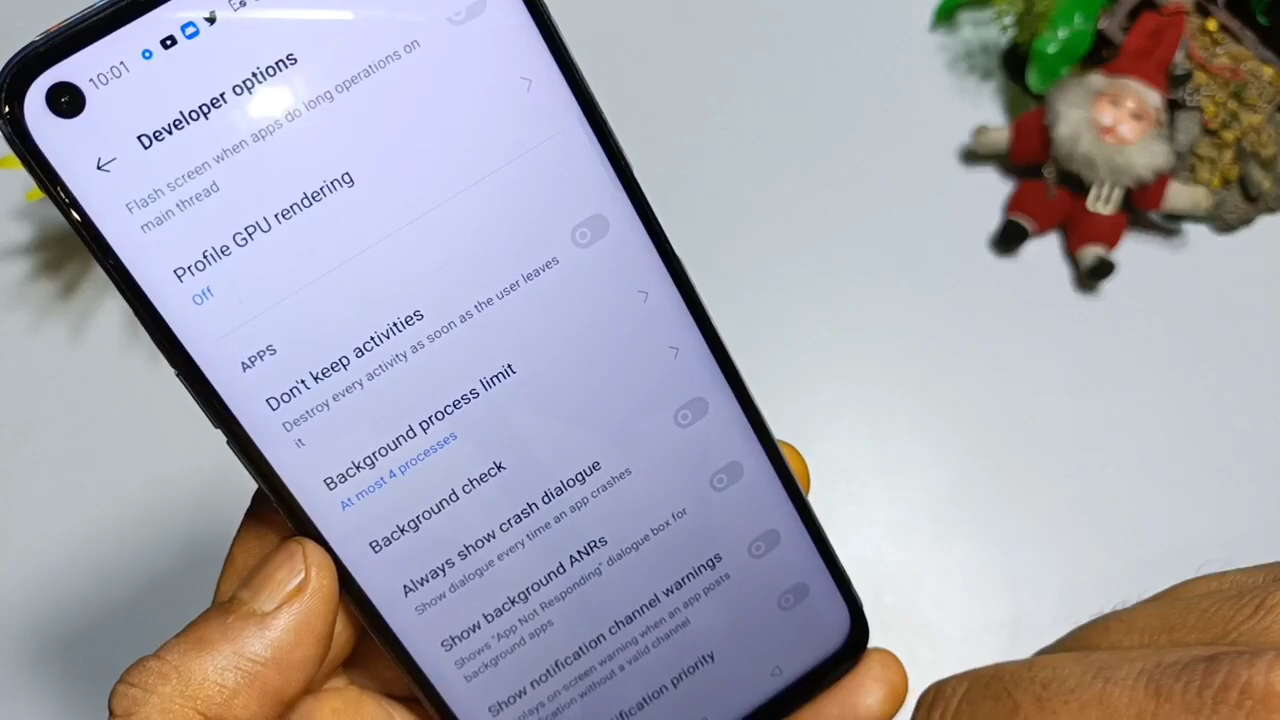 10:01
Developer options
Flash screen when apps do long operations on
main thread
Profile GPU rendering
Off
APPS
Don't keep activities
Destroy every activity as soon as the user leaves
it
Background process limit
At most 4 processes
Background check
Always show crash dialogue
Show dialogue every time an app crashes
Show background ANRs
Shows "App Not Responding" dialogue box for
background apps
Show notification channel warnings
on-screen warning when an app posts
without a valid channel
priority